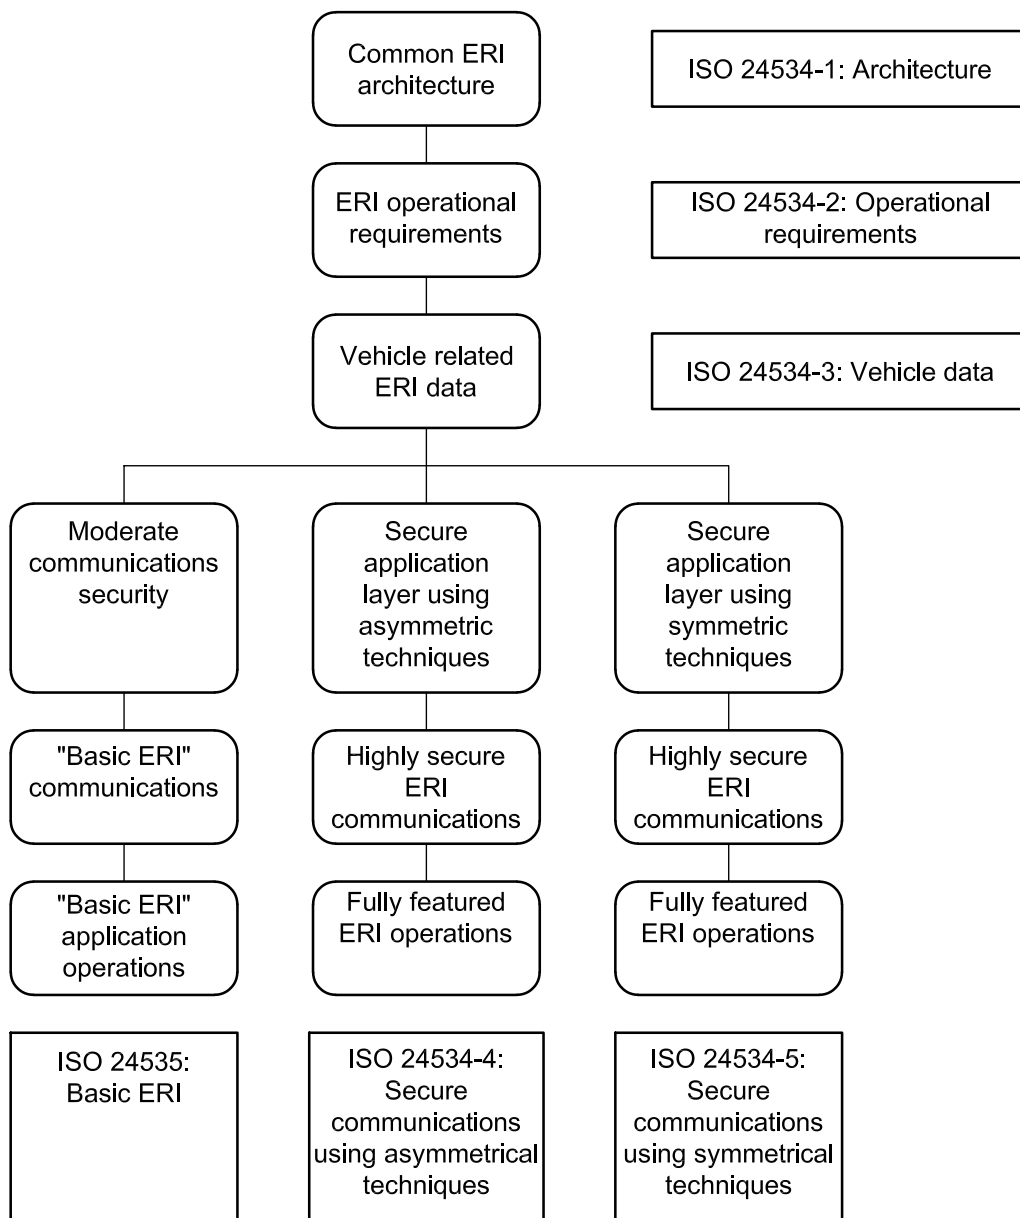 Common ERI
architecture
ISO 24534-1: Architecture
ERI operational
requirements
ISO 24534-2: Operational
requirements
Vehicle related
ERI data
ISO 24534-3: Vehicle data
Moderate
communications
security
Secure
application
layer using
asymmetric
techniques
Secure
application
layer using
symmetric
techniques
"Basic ERI"
communications
Highly secure
ERI
communications
Highly secure
ERI
communications
"Basic ERI"
application
operations
Fully featured
ERI operations
Fully featured
ERI operations
ISO 24535:
Basic ERI
ISO 24534-4:
Secure
communications
using asymmetrical
techniques
ISO 24534-5:
Secure
communications
using symmetrical
techniques